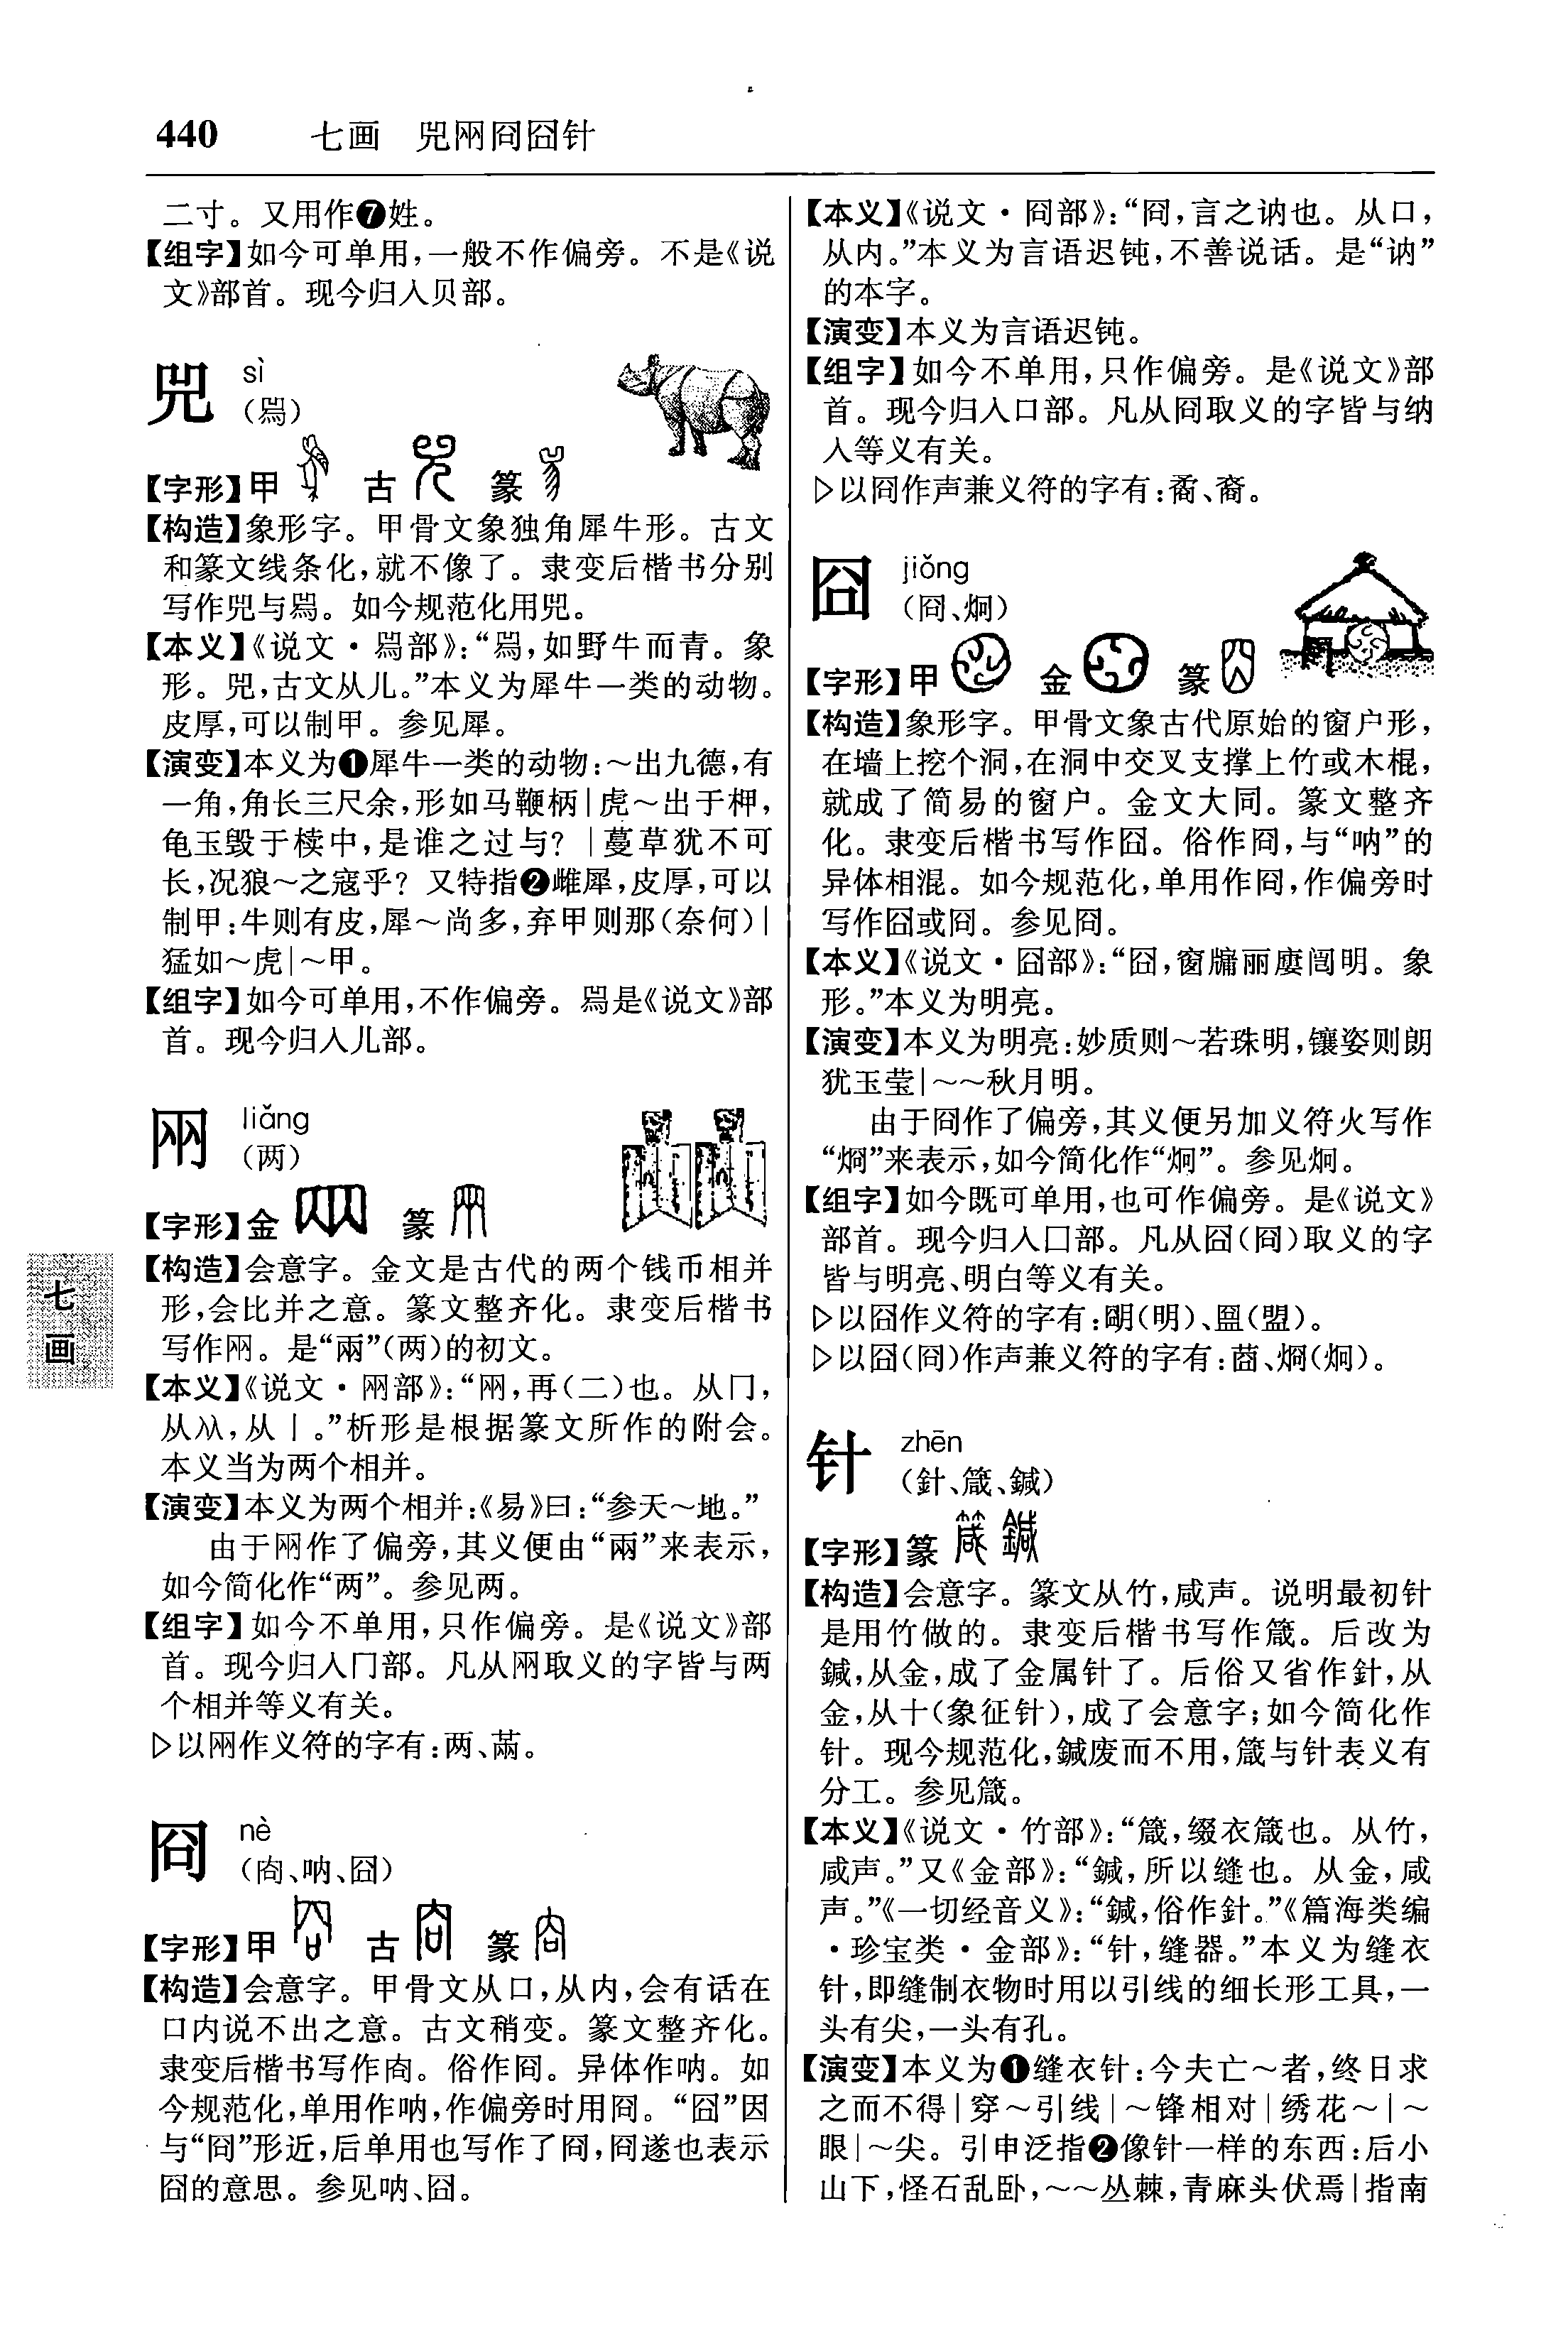 440 七画 兕㒳冏囧针
二寸。又用作❼姓。
【组字】如今可单用,一般不作偏旁。不是《说
文》部首。现今归入贝部。
兕 sì
(𤉡)
【字形】甲 古 篆
【构造】象形字。甲骨文象独角犀牛形。古文
和篆文线条化,就不像了。隶变后楷书分别
写作兕与𤉡。如今规范化用兕。
【本义】《说文·𤉡部》:“𤉡,如野牛而青。象
形。兕,古文从儿。”本义为犀牛一类的动物。
皮厚,可以制甲。参见犀。
【演变】本义为❶犀牛一类的动物:～出九德,有
一角,角长三尺余,形如马鞭柄|虎～出于柙,
龟玉毁于椟中,是谁之过与?|蔓草犹不可
长,况狼～之寇乎?又特指❷雌犀,皮厚,可以
制甲:牛则有皮,犀～尚多,弃甲则那(奈何)|
猛如～虎|～甲。
【组字】如今可单用,不作偏旁。𤉡是《说文》部
首。现今归入儿部。
㒳 liǎng
(两)
【字形】金 篆
【构造】会意字。金文是古代的两个钱币相并
形,会比并之意。篆文整齐化。隶变后楷书
写作㒳。是“兩”(两)的初文。
【本义】《说文·㒳部》:“㒳,再(二)也。从冂,
从从,从丨。”析形是根据篆文所作的附会。
本义当为两个相并。
【演变】本义为两个相并:《易》曰:“参天～地。”
由于㒳作了偏旁,其义便由“兩”来表示,
如今简化作“两”。参见两。
【组字】如今不单用,只作偏旁。是《说文》部
首。现今归入冂部。凡从㒳取义的字皆与两
个相并等义有关。
▷以㒳作义符的字有:两、㒼。
冏 nè
(㕯、呐、囧)
【字形】甲 古 篆
【构造】会意字。甲骨文从口,从内,会有话在
口内说不出之意。古文稍变。篆文整齐化。
隶变后楷书写作㕯。俗作冏。异体作呐。如
今规范化,单用作呐,作偏旁时用冏。“囧”因
与“冏”形近,后单用也写作了冏,冏遂也表示
囧的意思。参见呐、囧。
【本义】《说文·㕯部》:“㕯,言之讷也。从口,
从内。”本义为言语迟钝,不善说话。是“讷”
的本字。
【演变】本义为言语迟钝。
【组字】如今不单用,只作偏旁。是《说文》部
首。现今归入口部。凡从冏取义的字皆与纳
入等义有关。
▷以冏作声兼义符的字有:矞、裔。
囧 jiǒng
(冏、炯)
【字形】甲 金 篆
【构造】象形字。甲骨文象古代原始的窗户形,
在墙上挖个洞,在洞中交叉支撑上竹或木棍,
就成了简易的窗户。金文大同。篆文整齐
化。隶变后楷书写作囧。俗作冏,与“呐”的
异体相混。如今规范化,单用作冏,作偏旁时
写作囧或冏。参见冏。
【本义】《说文·囧部》:“囧,窗牖丽廔闿明。象
形。”本义为明亮。
【演变】本义为明亮:妙质则～若珠明,镶姿则朗
犹玉莹|～～秋月明。
由于冏作了偏旁,其义便另加义符火写作
“烱”来表示,如今简化作“炯”。参见炯。
【组字】如今既可单用,也可作偏旁。是《说文》
部首。现今归入囗部。凡从囧(冏)取义的字
皆与明亮、明白等义有关。
▷以囧作义符的字有:朙(明)、𥁰(盟)。
▷以囧(冏)作声兼义符的字有:莔、烱(炯)。
针 zhēn
(針、箴、鍼)
【字形】篆
【构造】会意字。篆文从竹,咸声。说明最初针
是用竹做的。隶变后楷书写作箴。后改为
鍼,从金,成了金属针了。后俗又省作針,从
金,从十(象征针),成了会意字;如今简化作
针。现今规范化,鍼废而不用,箴与针表义有
分工。参见箴。
【本义】《说文·竹部》:“箴,缀衣箴也。从竹,
咸声。”又《金部》:“鍼,所以缝也。从金,咸
声。”《一切经音义》:“鍼,俗作針。”《篇海类编
·珍宝类·金部》:“针,缝器。”本义为缝衣
针,即缝制衣物时用以引线的细长形工具,一
头有尖,一头有孔。
【演变】本义为❶缝衣针:今夫亡～者,终日求
之而不得|穿～引线|～锋相对|绣花～|～
眼|～尖。引申泛指❷像针一样的东西:后小
山下,怪石乱卧,～～丛棘,青麻头伏焉|指南
七画